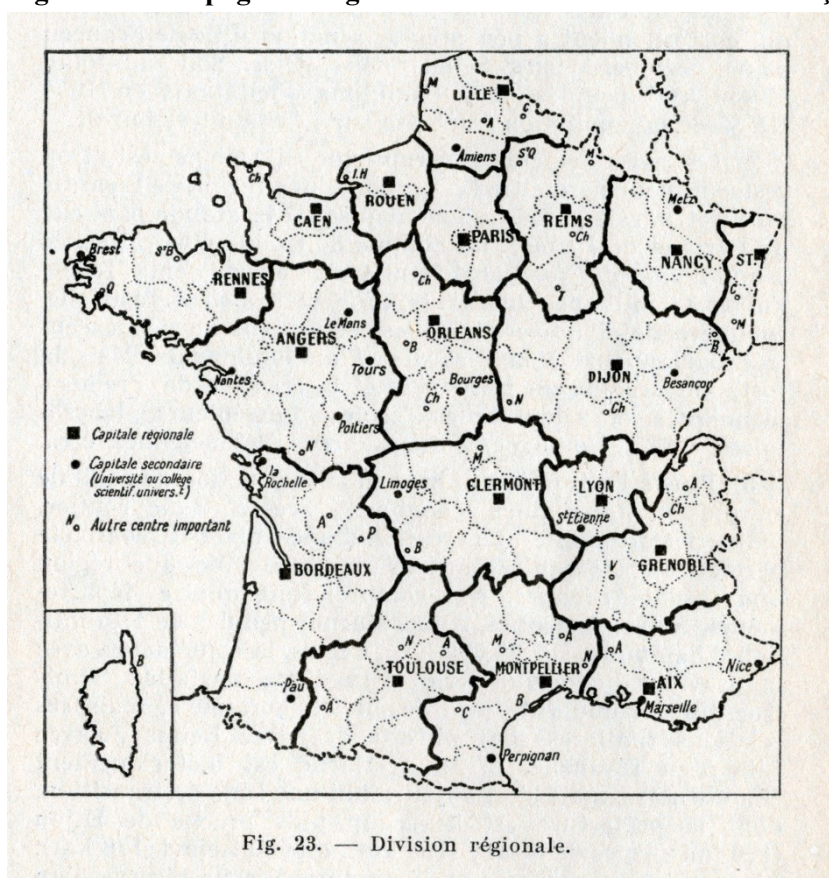 M
LILLE
C
A
Amiens
S^t Q
M
Ch
l.H
ROUEN
CAEN
PARIS
REIMS
Ch
Metz
NANCY
ST.
Brest
S^t B
Q
RENNES
Ch
T
C
M
Le Mans
ANGERS
ORLÉANS
B
B
Nantes
Tours
Bourges
Ch
DIJON
Besançon
N
Ch
Poitiers
N
M
Capitale régionale
Capitale secondaire
(Université ou collège
scientif. univers.^e)
N Autre centre important
la
Rochelle
Limoges
CLERMONT
LYON
S^t Etienne
A
Ch
A
P
B
V
GRENOBLE
BORDEAUX
N
A
M
A
N
A
TOULOUSE
MONTPELLIER
AIX
Nice
Marseille
B
Pau
A
C
B
Perpignan
Fig. 23. — Division régionale.